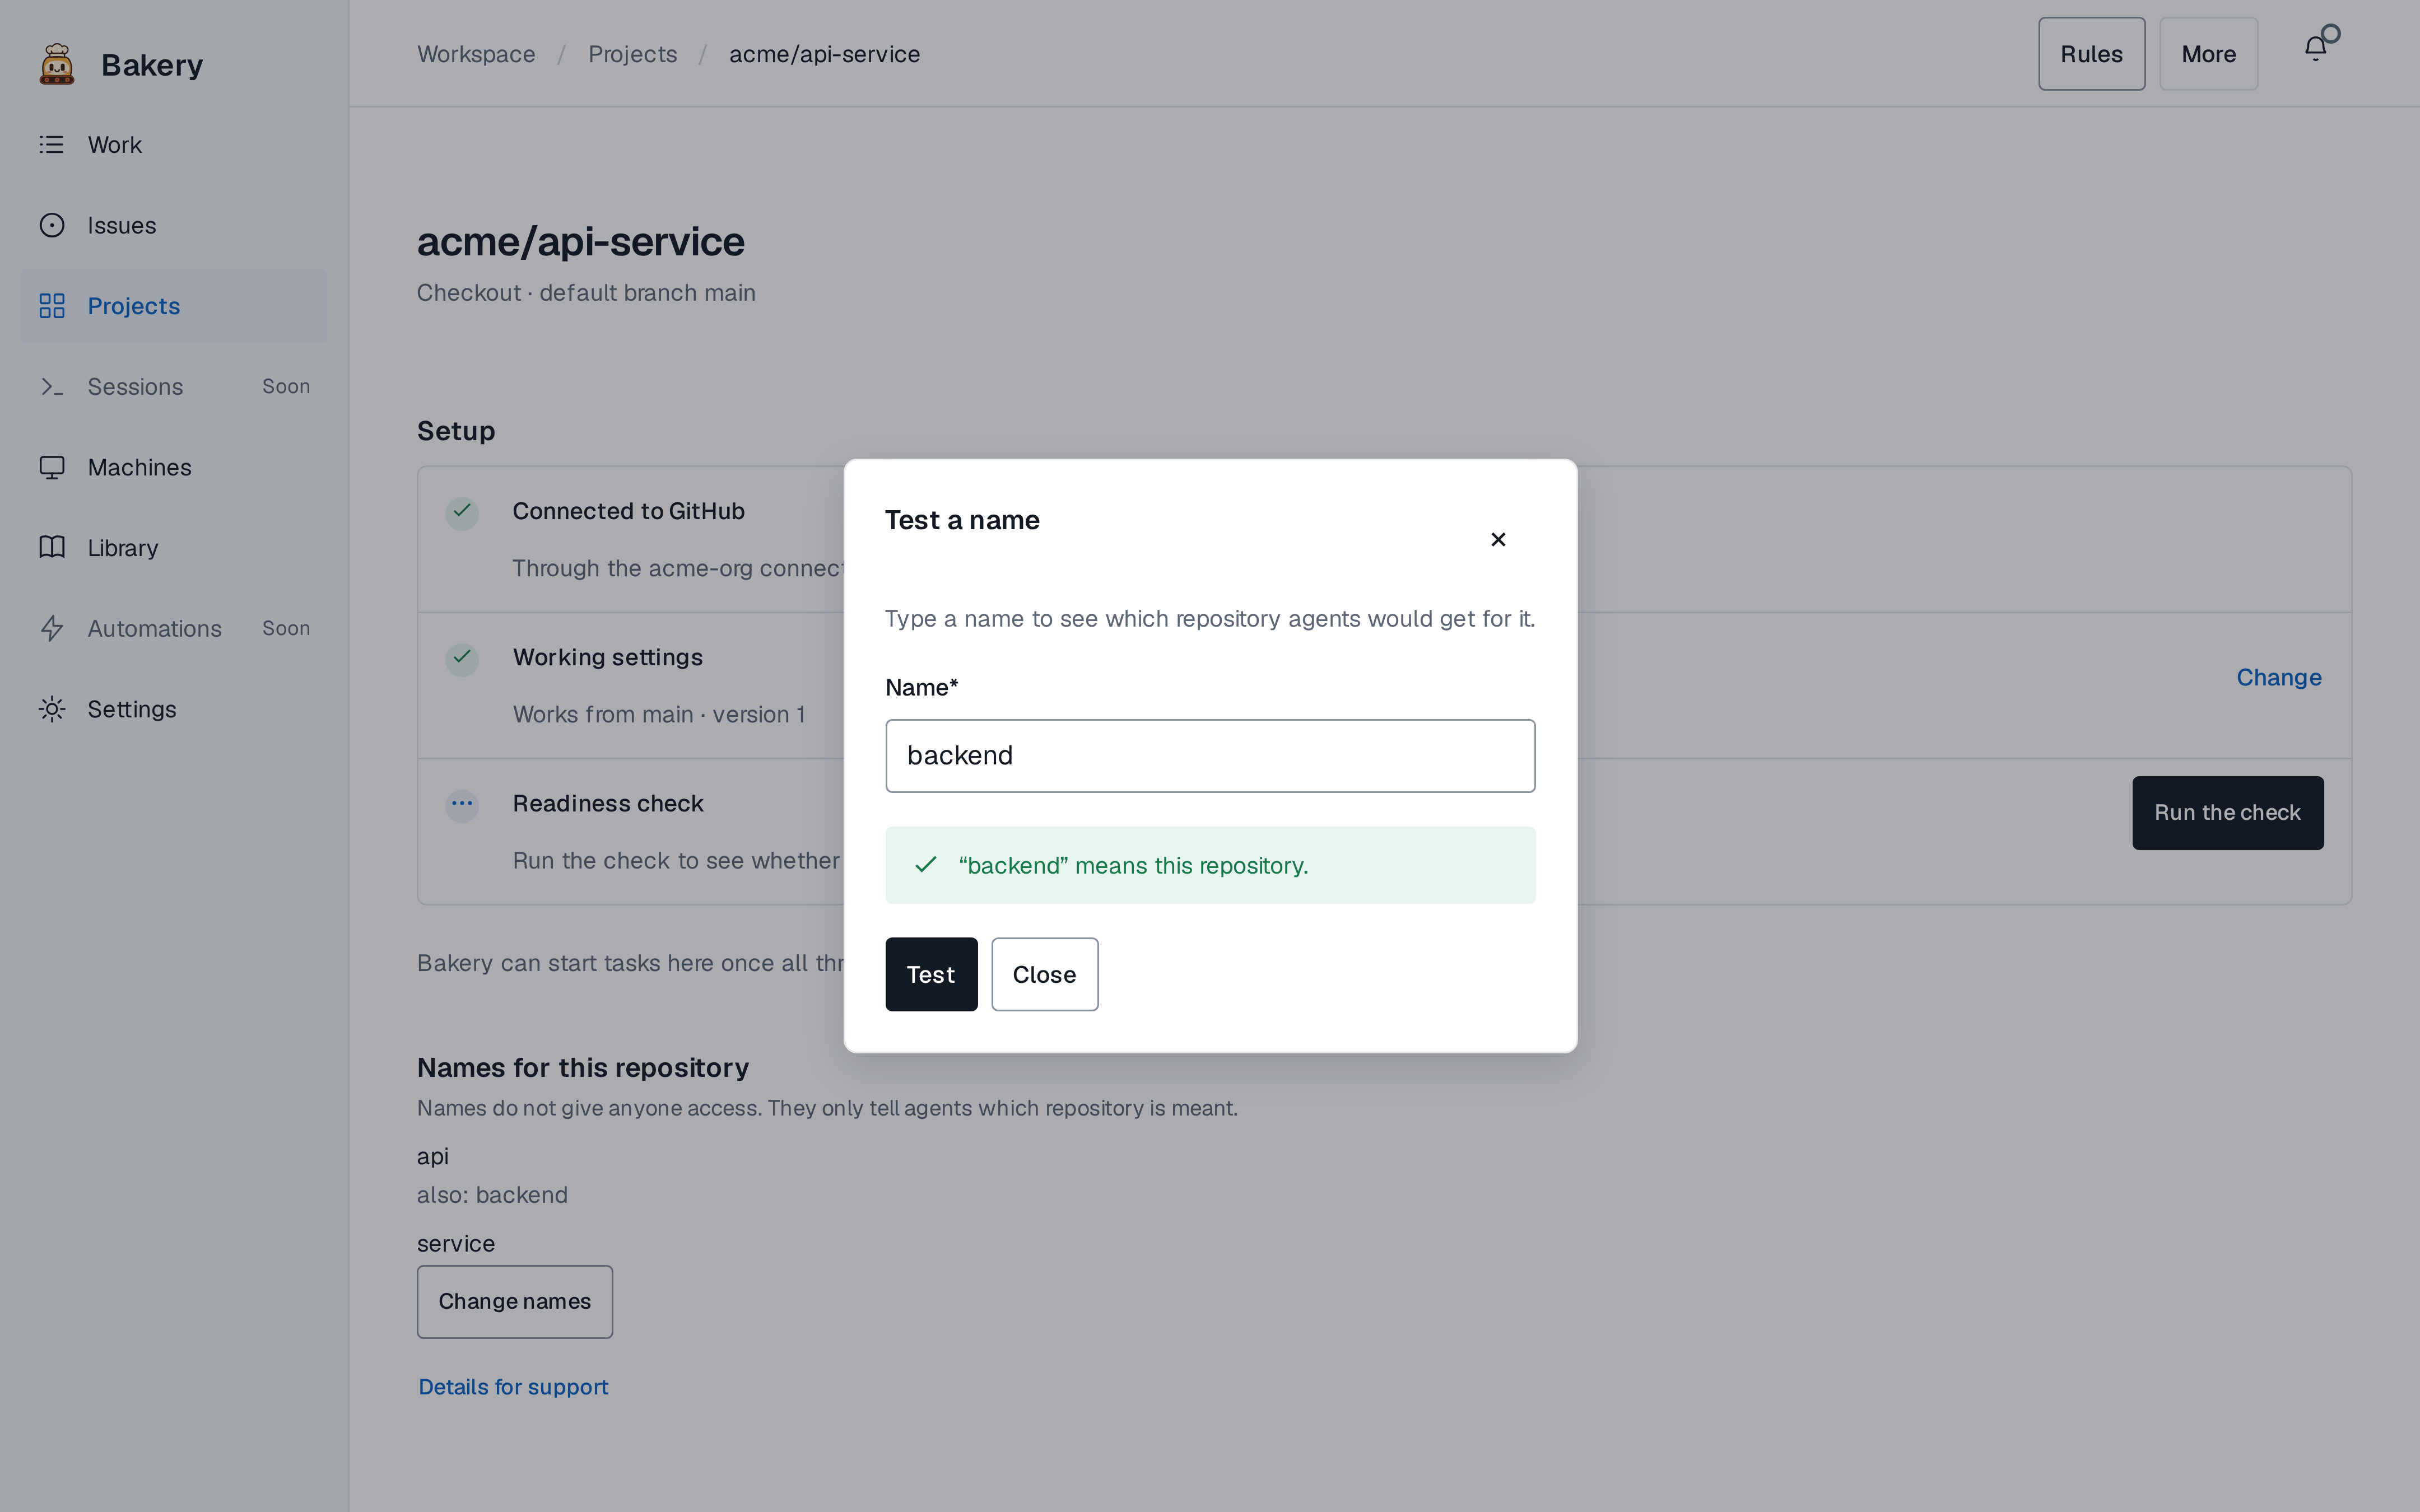 Bakery
Work
Issues
Projects
Sessions Soon
Machines
Library
Automations Soon
Settings
Workspace / Projects / acme/api-service
Rules
More
acme/api-service
Checkout · default branch main
Setup
Connected to GitHub
Through the acme-org
Working settings
Works from main · version 1
Change
Readiness check
Run the check to see whether
Run the check
Bakery can start tasks here once all
Names for this repository
Names do not give anyone access. They only tell agents which repository is meant.
api
also: backend
service
Change names
Details for support
Test a name
×
Type a name to see which repository agents would get for it.
Name*
backend
“backend” means this repository.
Test
Close